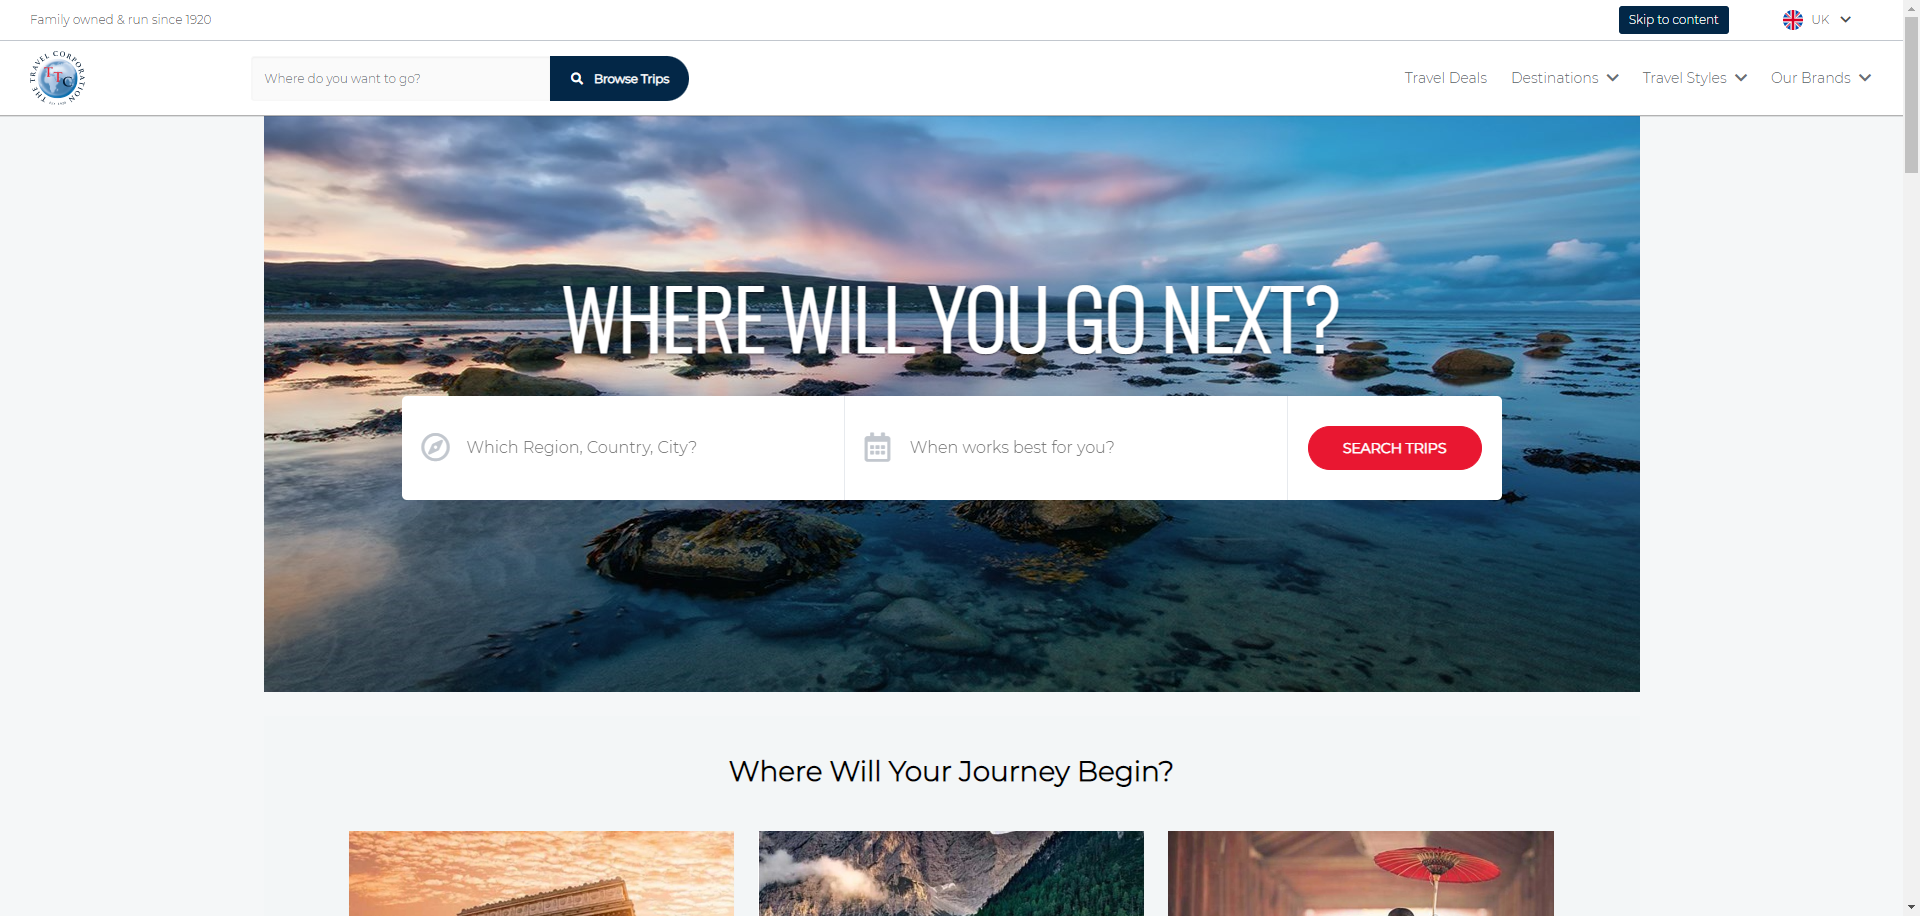 Family owned & run since 1920
Skip to content
UK
THE TRAVEL CORPORATION
TTC
Where do you want to go?
Browse Trips
Travel Deals
Destinations
Travel Styles
Our Brands
WHERE WILL YOU GO NEXT?
Which Region, Country, City?
When works best for you?
SEARCH TRIPS
Where Will Your Journey Begin?